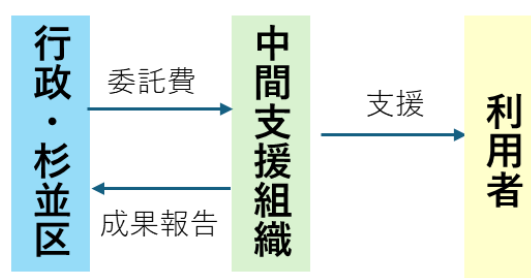 行政・杉並区
委託費
成果報告
中間支援組織
支援
利用者